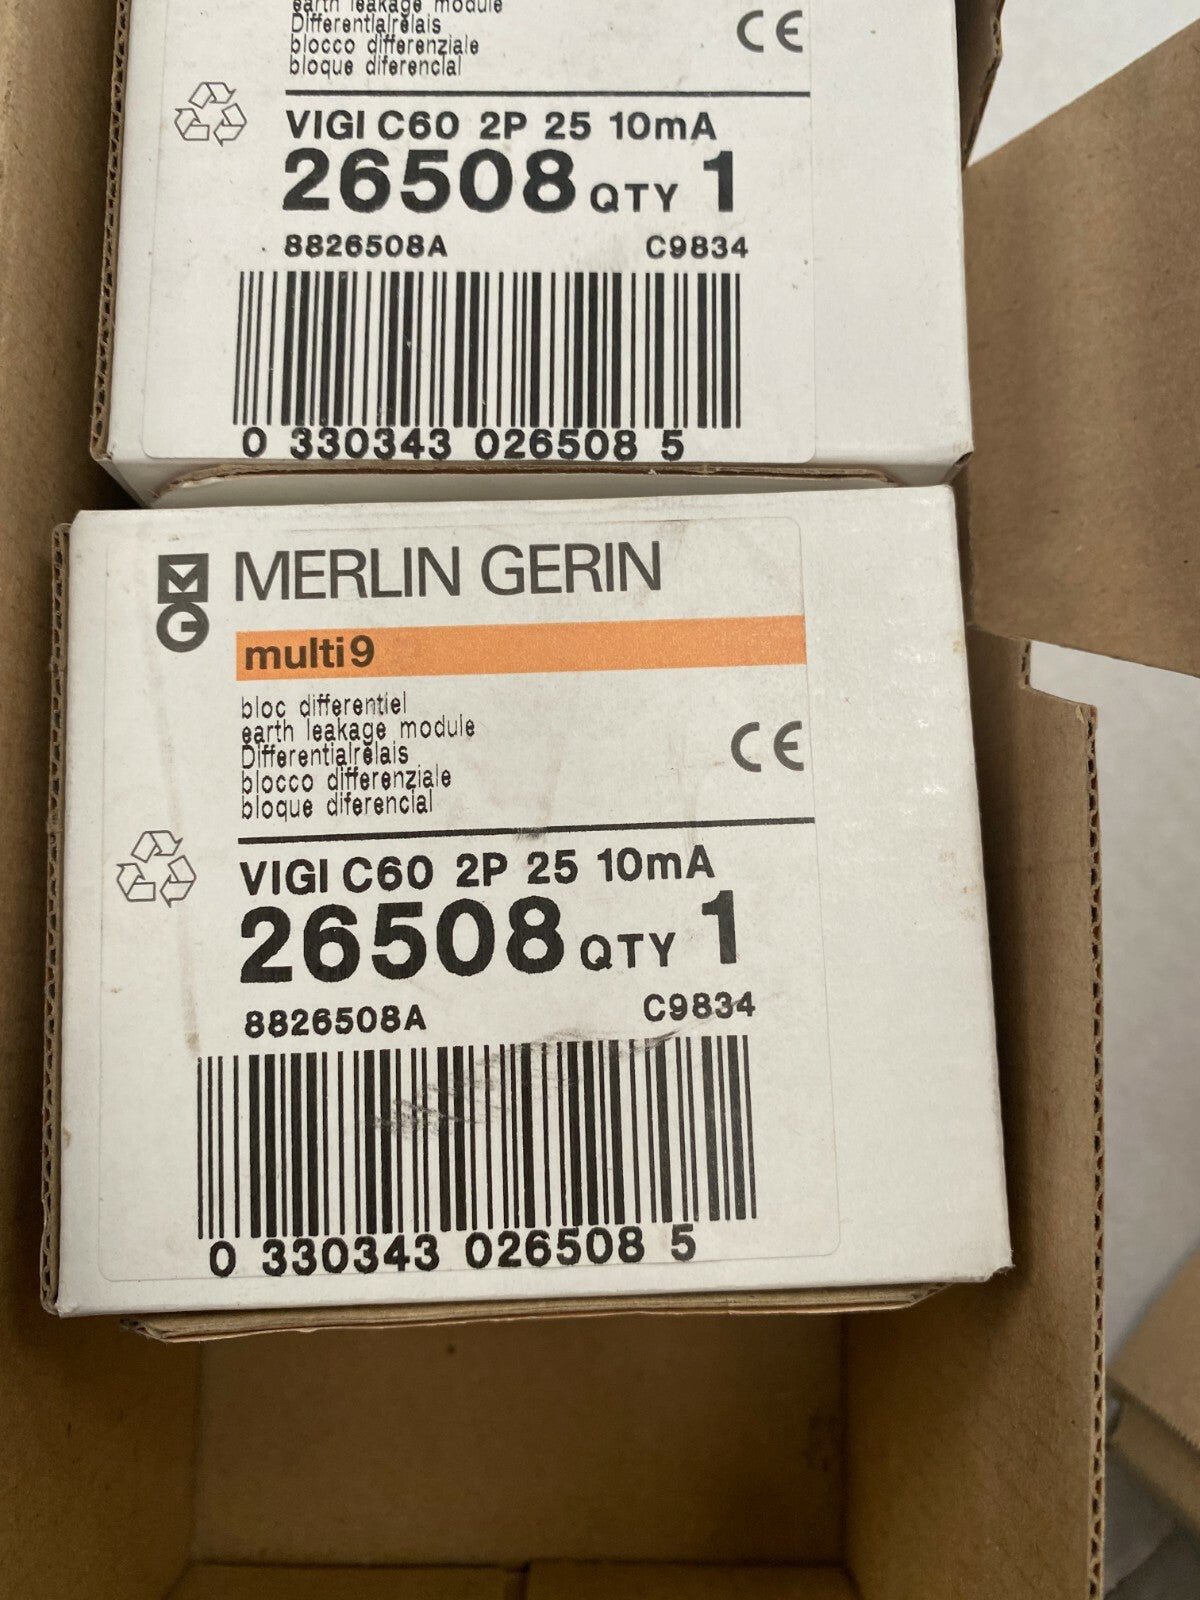 earth leakage module
Differentialrelais
blocco differenziale
bloque diferencial
CE
VIGI C60 2P 25 10mA
26508 QTY 1
8826508A C9834
0 330343 026508 5
MERLIN GERIN
multi9
bloc differentiel
earth leakage module
Differentialrelais
blocco differenziale
bloque diferencial
CE
VIGI C60 2P 25 10mA
26508 QTY 1
8826508A C9834
0 330343 026508 5